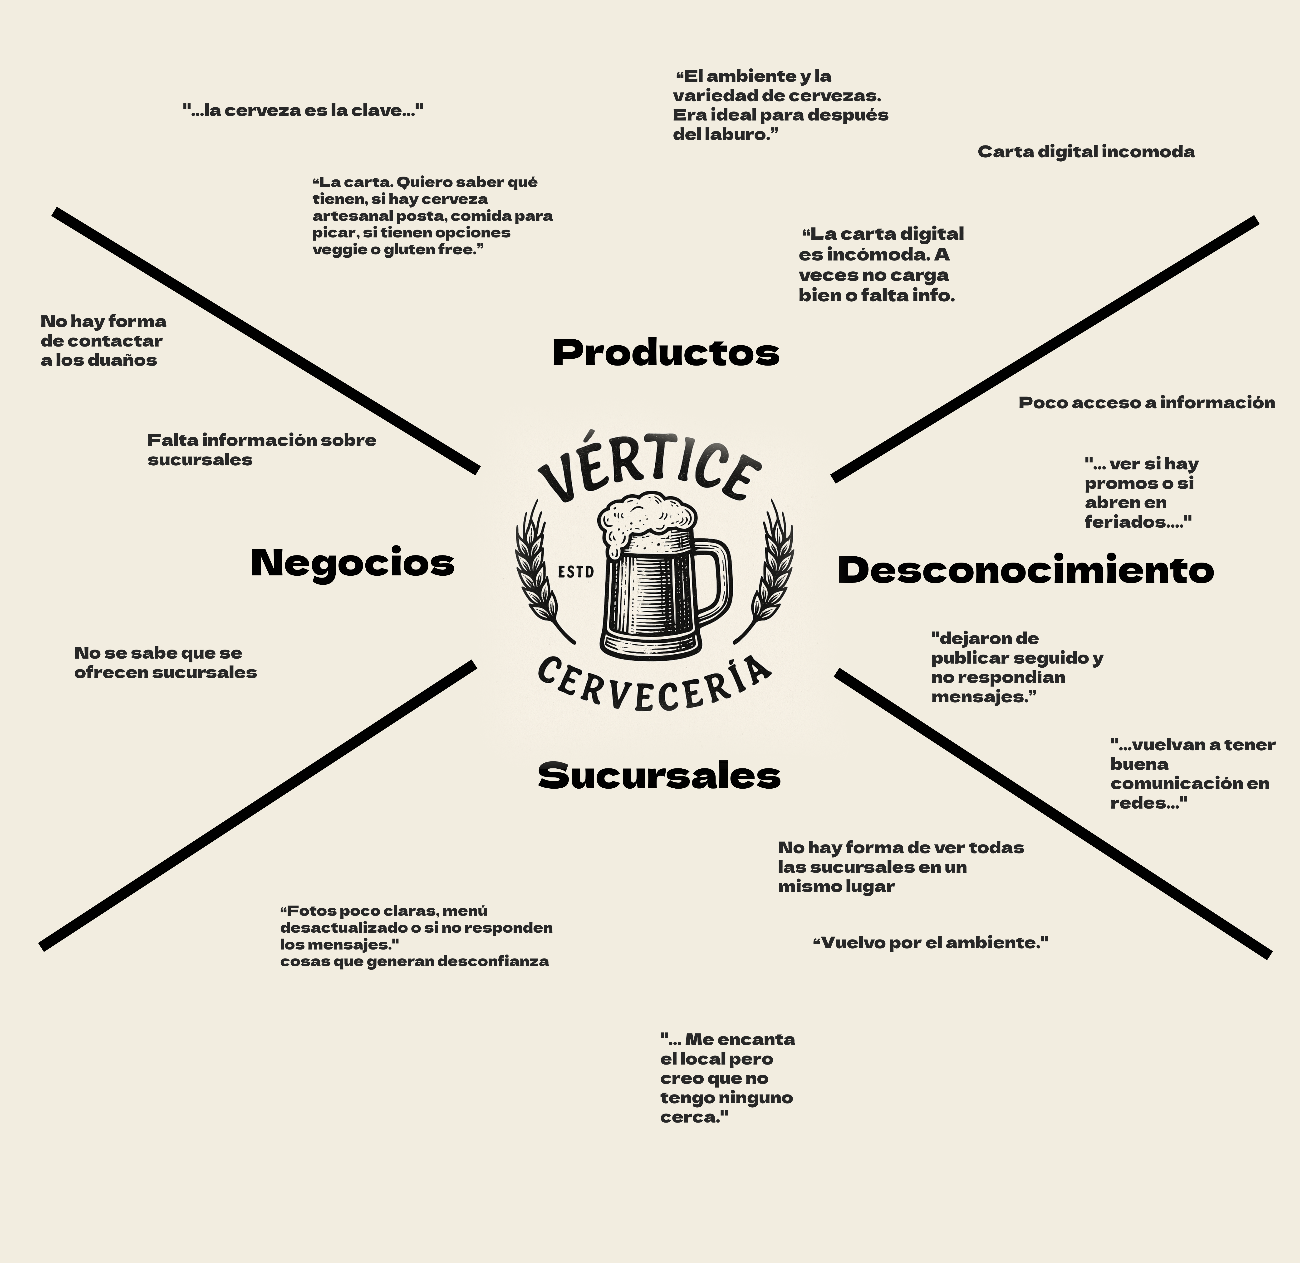 "...la cerveza es la clave..."
“El ambiente y la
variedad de cervezas.
Era ideal para después
del laburo.”
Carta digital incomoda
“La carta. Quiero saber qué
tienen, si hay cerveza
artesanal posta, comida para
picar, si tienen opciones
veggie o gluten free.”
“La carta digital
es incómoda. A
veces no carga
bien o falta info.
Productos
No hay forma
de contactar
a los duaños
Falta información sobre
sucursales
Negocios
No se sabe que se
ofrecen sucursales
VÉRTICE
ESTD
CERVECERÍA
Poco acceso a información
"... ver si hay
promos o si
abren en
feriados...."
Desconocimiento
"dejaron de
publicar seguido y
no respondían
mensajes.”
"...vuelvan a tener
buena
comunicación en
redes..."
Sucursales
No hay forma de ver todas
las sucursales en un
mismo lugar
“Fotos poco claras, menú
desactualizado o si no responden
los mensajes."
cosas que generan desconfianza
“Vuelvo por el ambiente."
"... Me encanta
el local pero
creo que no
tengo ninguno
cerca."